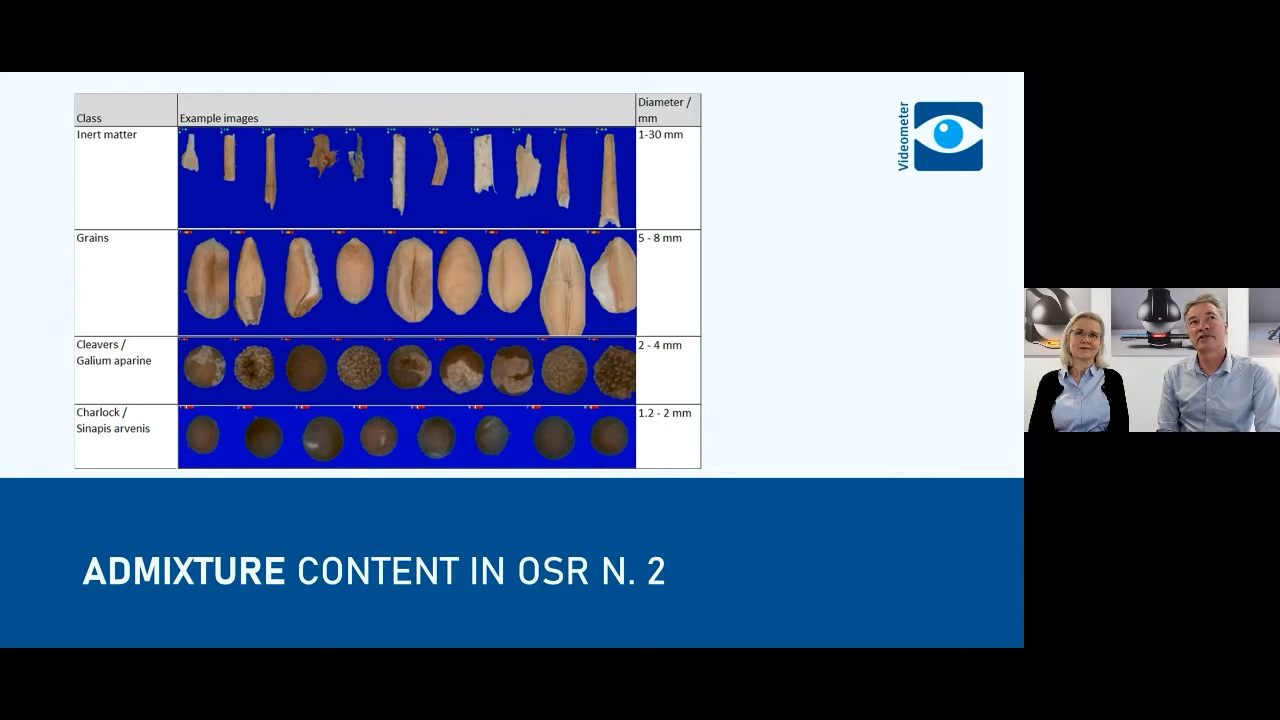 Class
Example images
Diameter /
mm
Inert matter
1-30 mm
Grains
5 - 8 mm
Cleavers /
Galium aparine
2 - 4 mm
Charlock /
Sinapis arvenis
1.2 - 2 mm
Videometer
ADMIXTURE CONTENT IN OSR N. 2